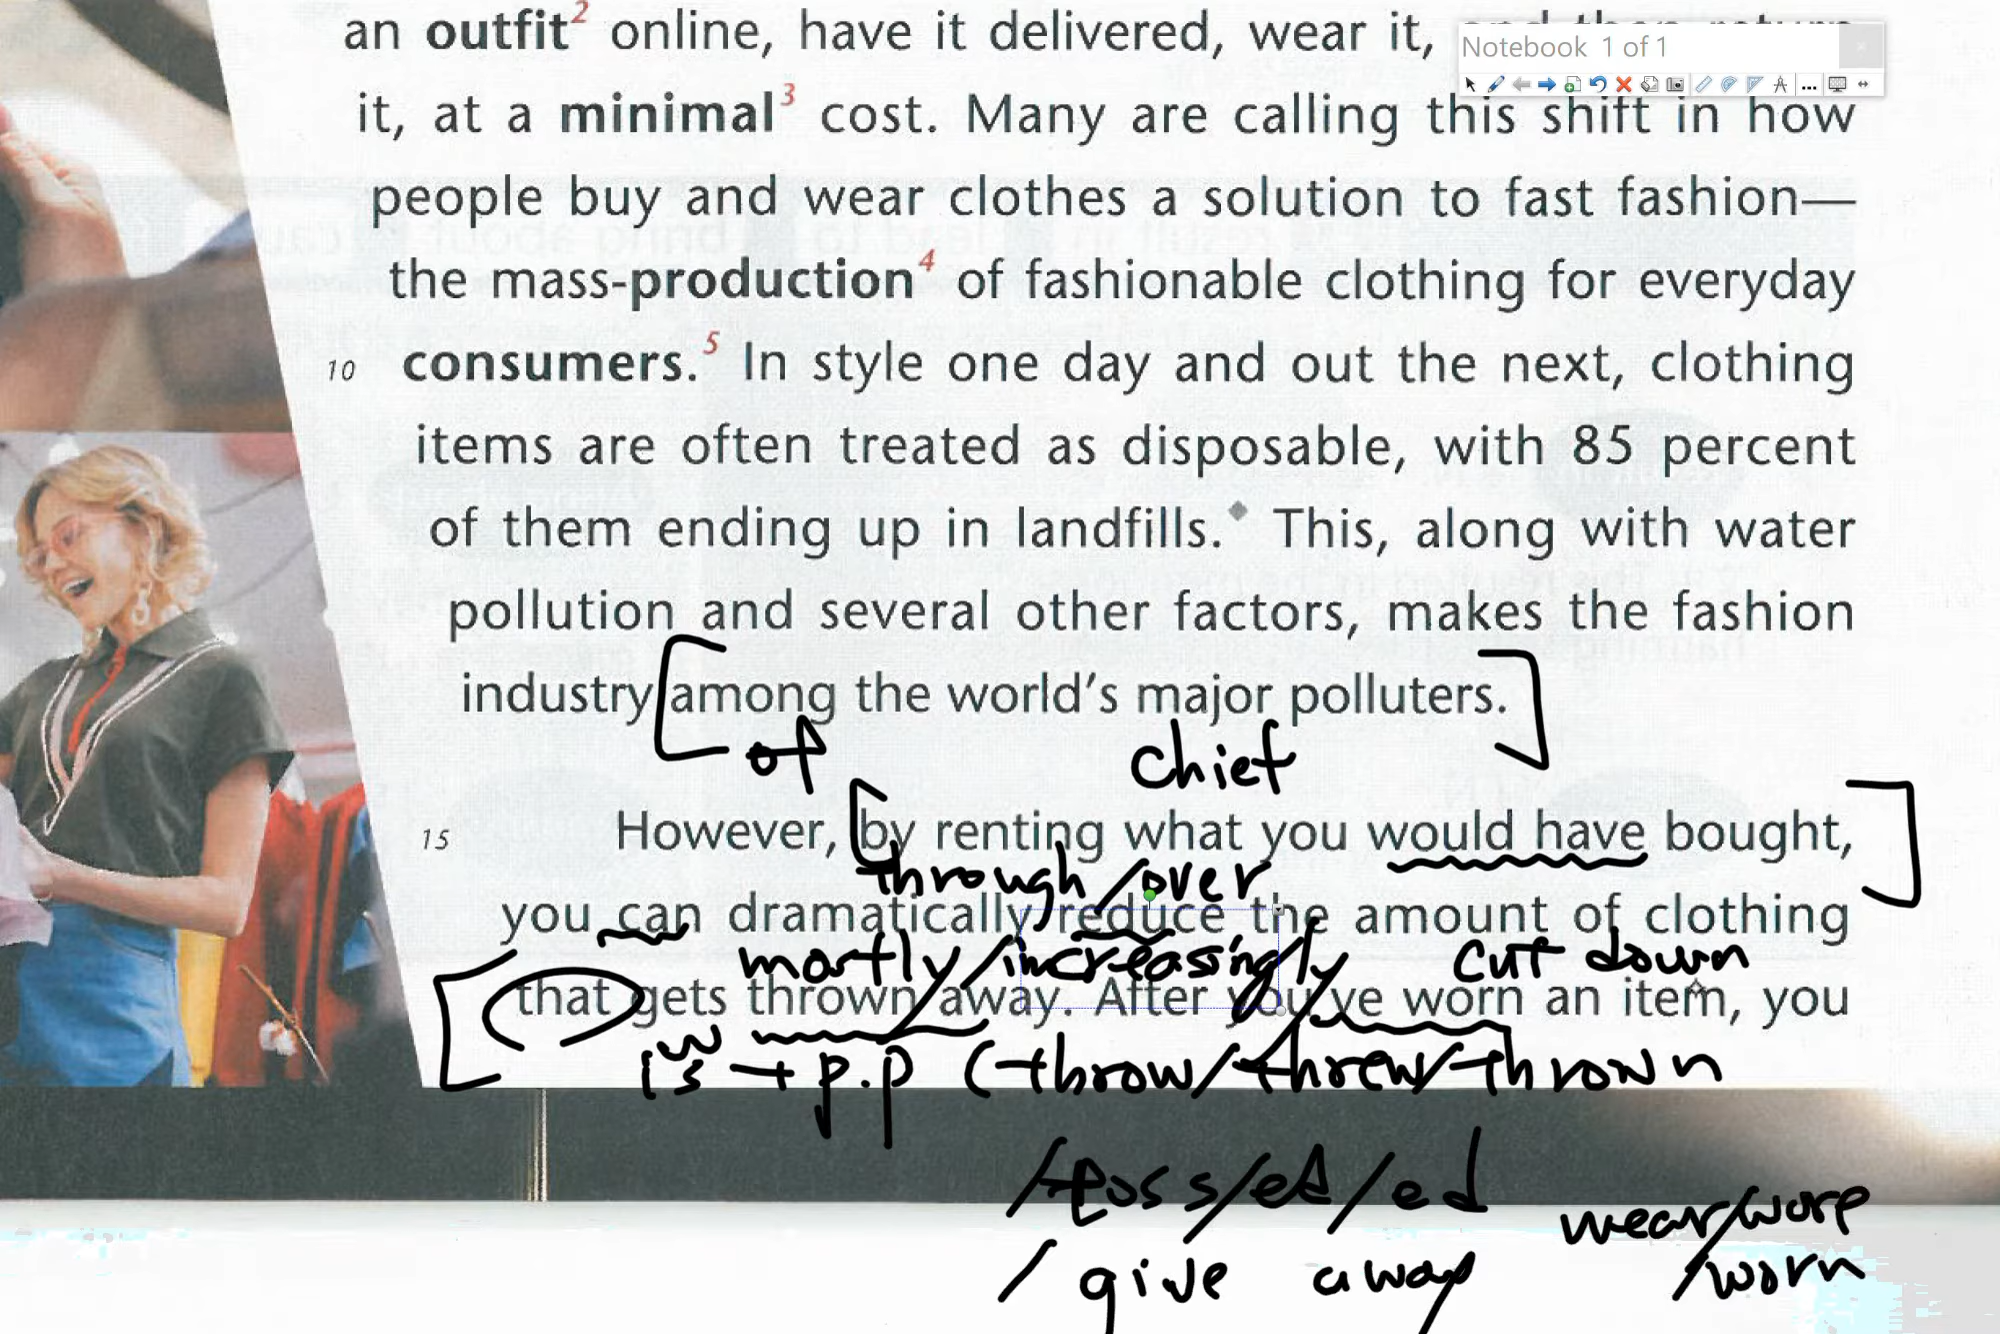 an outfit2 online, have it delivered, wear it,
Notebook 1 of 1
it, at a minimal3 cost. Many are calling this shift in how
people buy and wear clothes a solution to fast fashion—
the mass-production4 of fashionable clothing for everyday
10 consumers.5 In style one day and out the next, clothing
items are often treated as disposable, with 85 percent
of them ending up in landfills.◆ This, along with water
pollution and several other factors, makes the fashion
industry [among the world's major polluters.]
of chief
15 However, [by renting what you would have bought,]
through/over
you can dramatically reduce the amount of clothing
mostly/increasingly/ cut down
[that gets thrown away. After you've worn an item, you
is + p.p (throw/threw/thrown
/toss/ed/ed
wear/wore
/worn
/give away